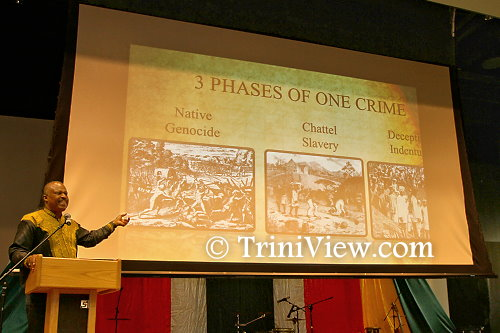 3 PHASES OF ONE CRIME
Native
Genocide
Chattel
Slavery
© TriniView.com